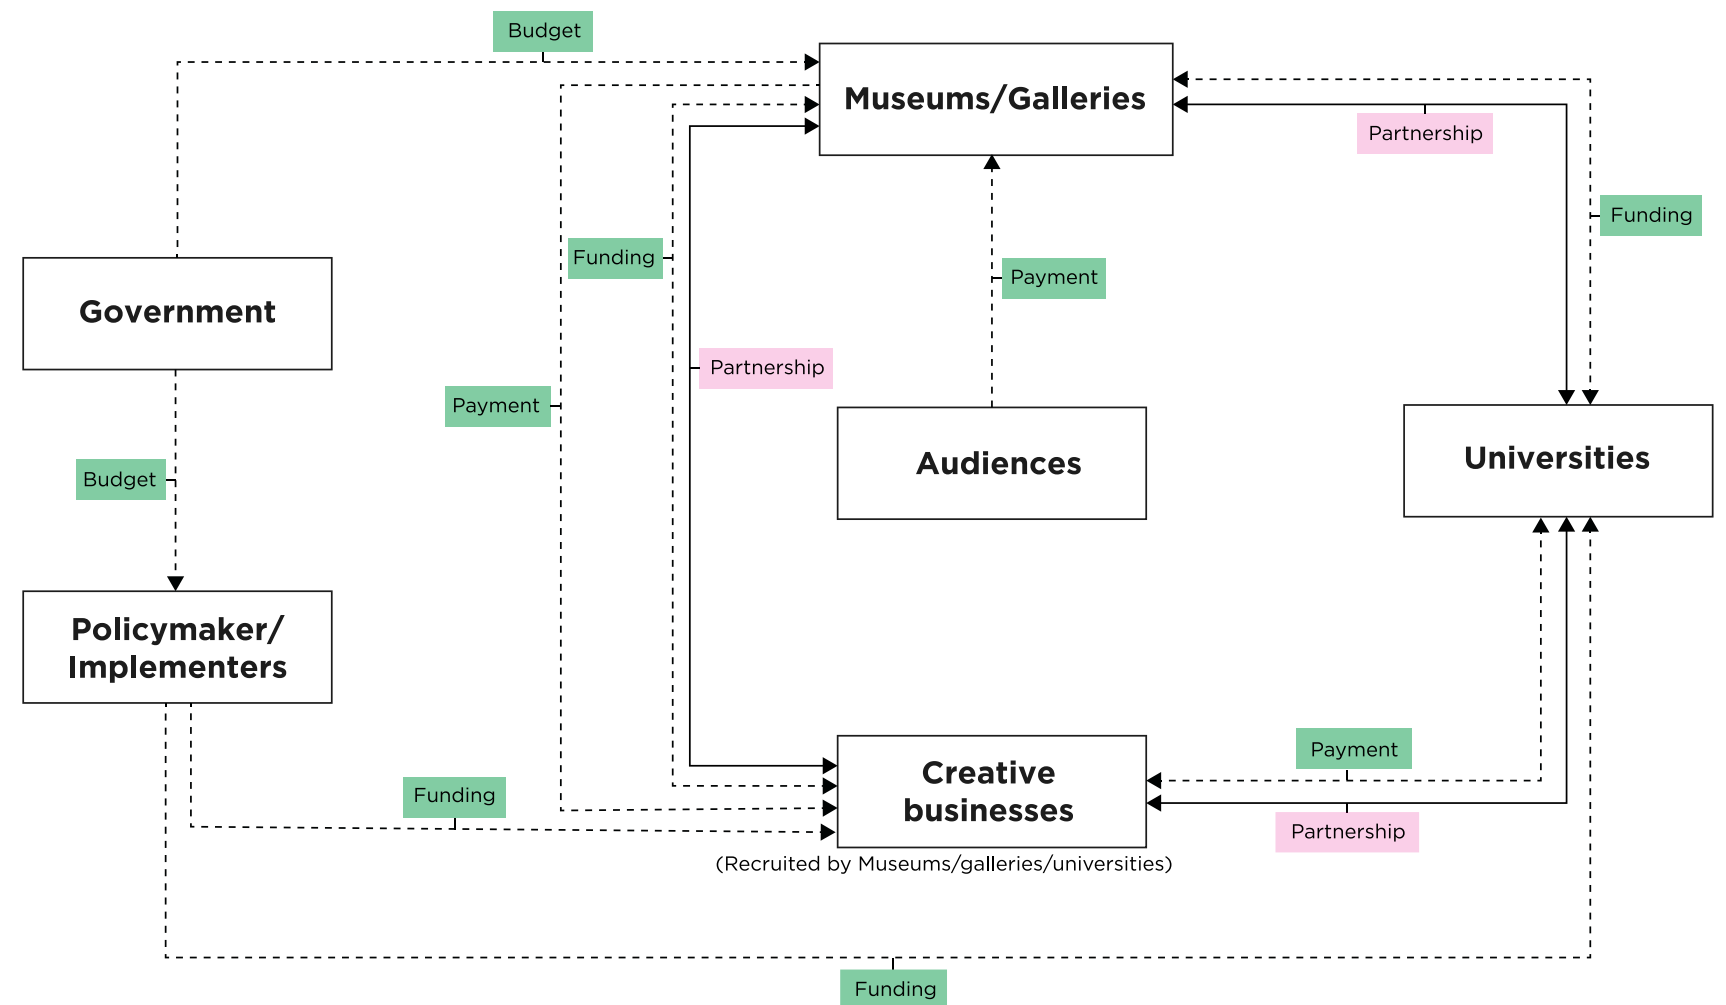 Budget
Museums/Galleries
Partnership
Funding
Funding
Payment
Government
Partnership
Payment
Audiences
Universities
Budget
Policymaker/
Implementers
Creative
businesses
Payment
Funding
Partnership
(Recruited by Museums/galleries/universities)
Funding